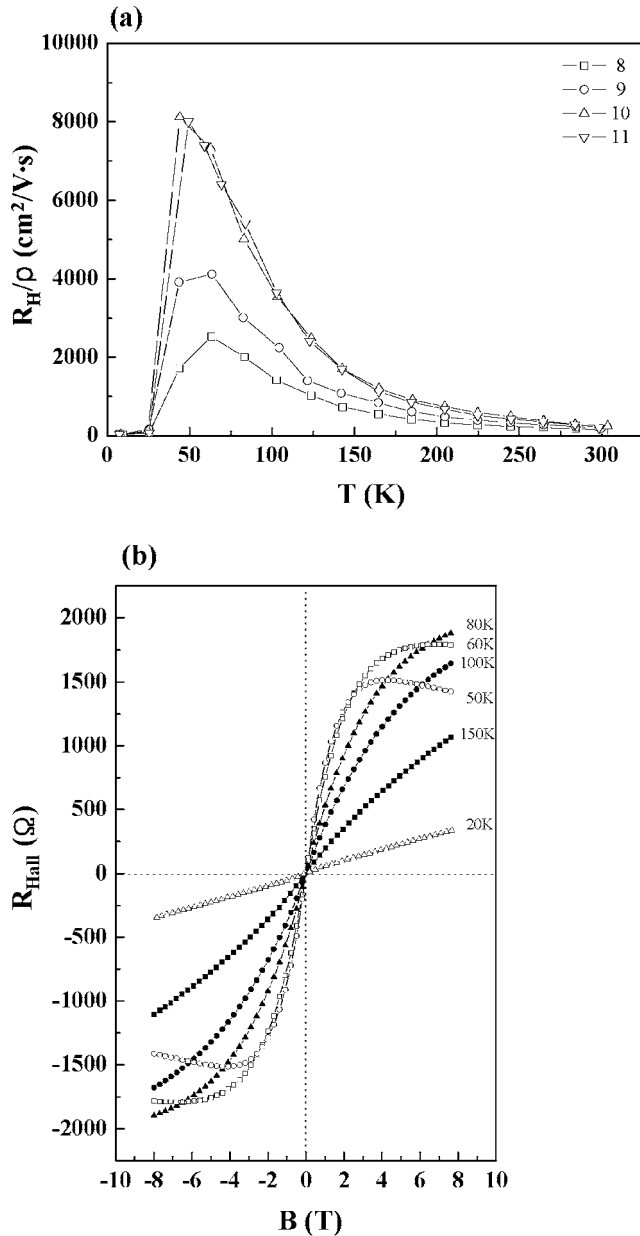 (a)
10000
8000
6000
4000
2000
0
R_H/ρ (cm²/V·s)
8
9
10
11
0 50 100 150 200 250 300
T (K)
(b)
2000
1500
1000
500
0
-500
-1000
-1500
-2000
R_Hall (Ω)
80K
60K
100K
50K
150K
20K
-10 -8 -6 -4 -2 0 2 4 6 8 10
B (T)